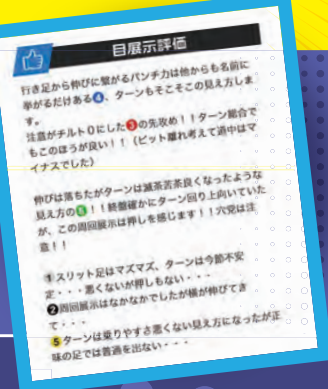 目展示評価
行き足から伸びに繋がるパンチ力は他からも名前に
挙がるだけある❹、ターンもそこそこの見え方しま
す。
注意がチルト0にした❸の先攻め！！ターン総合で
もこのほうが良い！！（ピット離れ考えて道中はマ
イナスでした）
伸びは落ちたがターンは滅茶苦茶良くなったような
見え方の❻！！終盤確かにターン回り上向いていた
が、この周回展示は押しを感じます！！穴党は注
意！！
①スリット足はマズマズ、ターンは今節不安
定・・・悪くないが押しもない・・・
❷周回展示はなかなかでしたが横が伸びてき
て・・・
❺ターンは乗りやすさ悪くない見え方になったが正
味の足では普通を出ない・・・